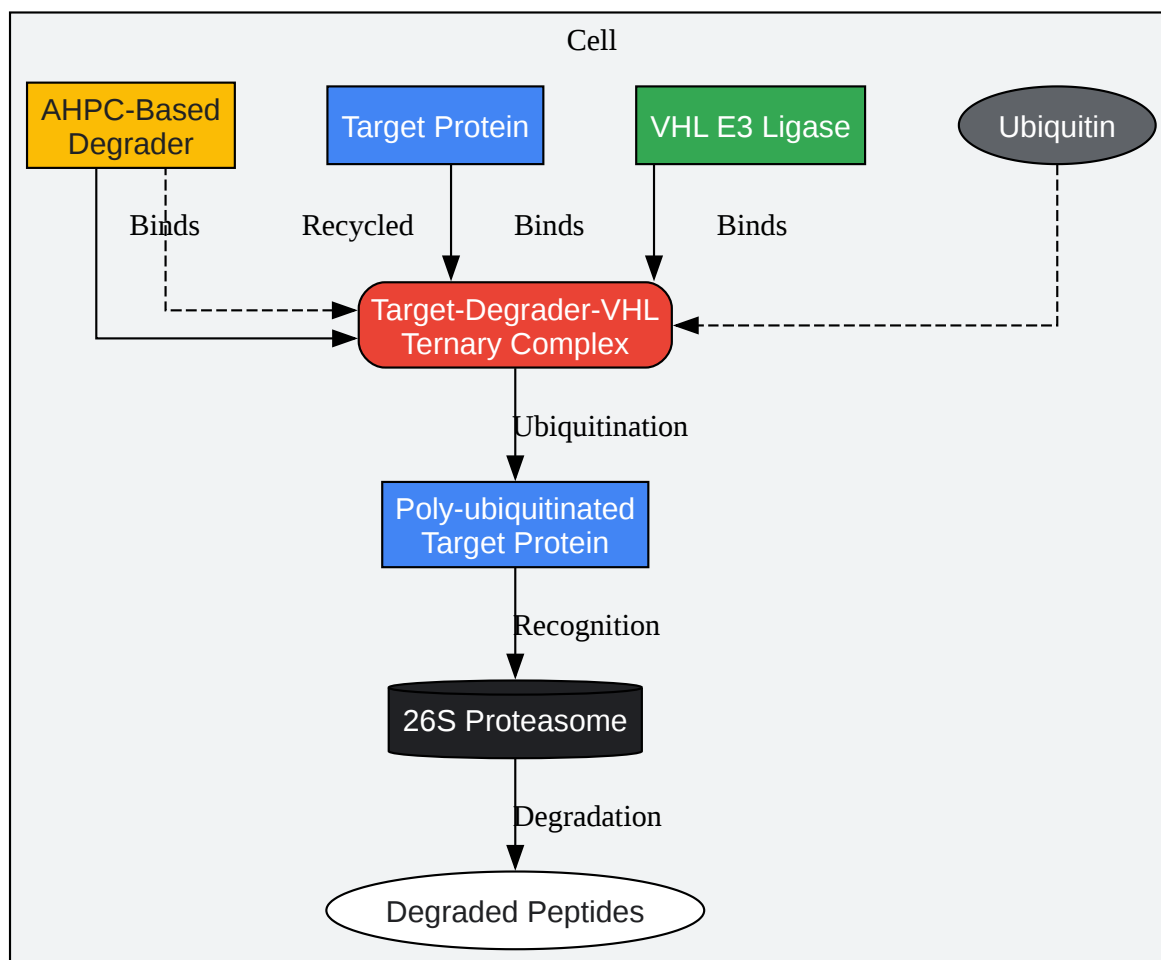 Cell
AHPC-Based
Degrader
Target Protein
VHL E3 Ligase
Ubiquitin
Binds
Recycled
Binds
Binds
Target-Degrader-VHL
Ternary Complex
Ubiquitination
Poly-ubiquitinated
Target Protein
Recognition
26S Proteasome
Degradation
Degraded Peptides